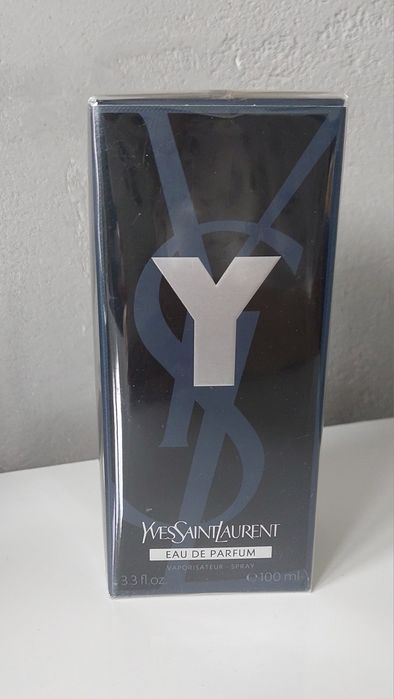 Y
YVESSAINTLAURENT
EAU DE PARFUM
VAPORISATEUR - SPRAY
3.3 fl.oz. ℮100 ml